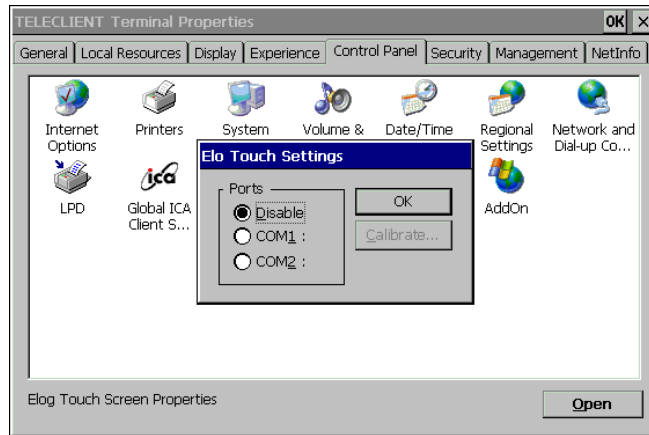 TELECLIENT Terminal Properties
OK ×
General Local Resources Display Experience Control Panel Security Management NetInfo
Internet Options
Printers
System
Volume &
Date/Time
Regional Settings
Network and Dial-up Co...
LPD
Global ICA Client S...
AddOn
Elo Touch Settings
Ports
Disable
COM1 :
COM2 :
OK
Calibrate...
Elog Touch Screen Properties
Open